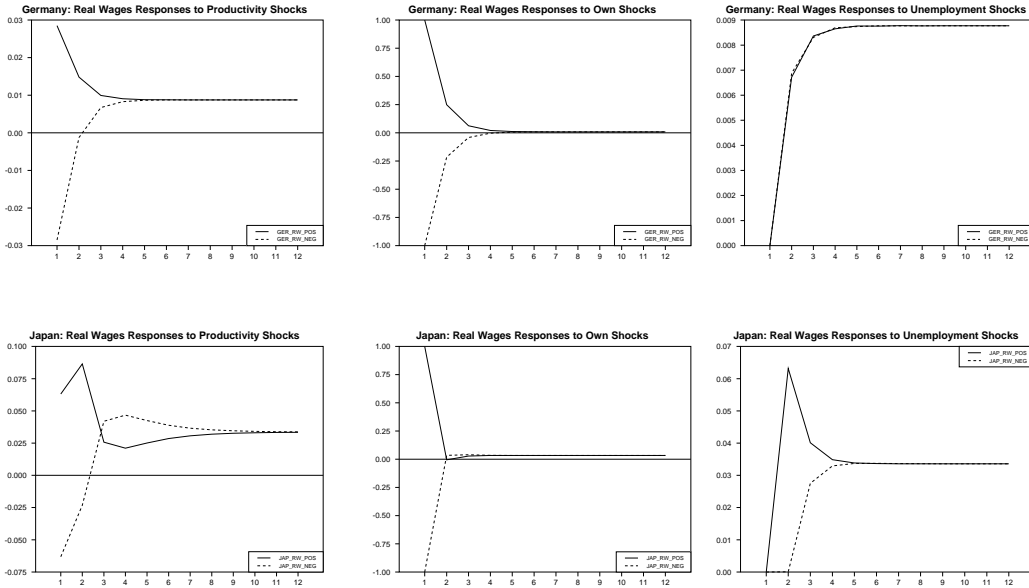 Germany: Real Wages Responses to Productivity Shocks
0.03
0.02
0.01
0.00
-0.01
-0.02
-0.03
GER_RW_POS
GER_RW_NEG
1 2 3 4 5 6 7 8 9 10 11 12
Germany: Real Wages Responses to Own Shocks
1.00
0.75
0.50
0.25
0.00
-0.25
-0.50
-0.75
-1.00
GER_RW_POS
GER_RW_NEG
1 2 3 4 5 6 7 8 9 10 11 12
Germany: Real Wages Responses to Unemployment Shocks
0.009
0.008
0.007
0.006
0.005
0.004
0.003
0.002
0.001
0.000
GER_RW_POS
GER_RW_NEG
1 2 3 4 5 6 7 8 9 10 11 12
Japan: Real Wages Responses to Productivity Shocks
0.100
0.075
0.050
0.025
0.000
-0.025
-0.050
-0.075
JAP_RW_POS
JAP_RW_NEG
1 2 3 4 5 6 7 8 9 10 11 12
Japan: Real Wages Responses to Own Shocks
1.00
0.75
0.50
0.25
0.00
-0.25
-0.50
-0.75
-1.00
JAP_RW_POS
JAP_RW_NEG
1 2 3 4 5 6 7 8 9 10 11 12
Japan: Real Wages Responses to Unemployment Shocks
JAP_RW_POS
JAP_RW_NEG
0.07
0.06
0.05
0.04
0.03
0.02
0.01
0.00
1 2 3 4 5 6 7 8 9 10 11 12